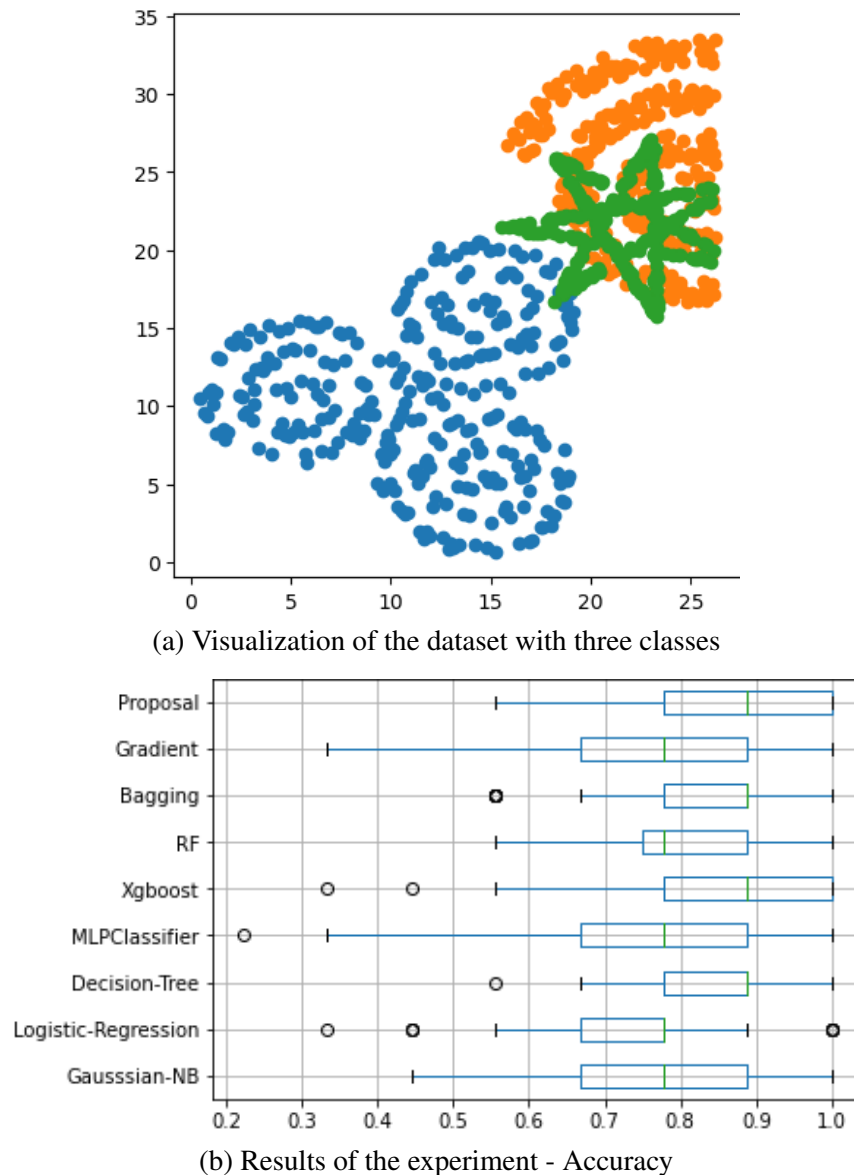 35
30
25
20
15
10
5
0
0 5 10 15 20 25
(a) Visualization of the dataset with three classes
Proposal
Gradient
Bagging
RF
Xgboost
MLPClassifier
Decision-Tree
Logistic-Regression
Gausssian-NB
0.2 0.3 0.4 0.5 0.6 0.7 0.8 0.9 1.0
(b) Results of the experiment - Accuracy